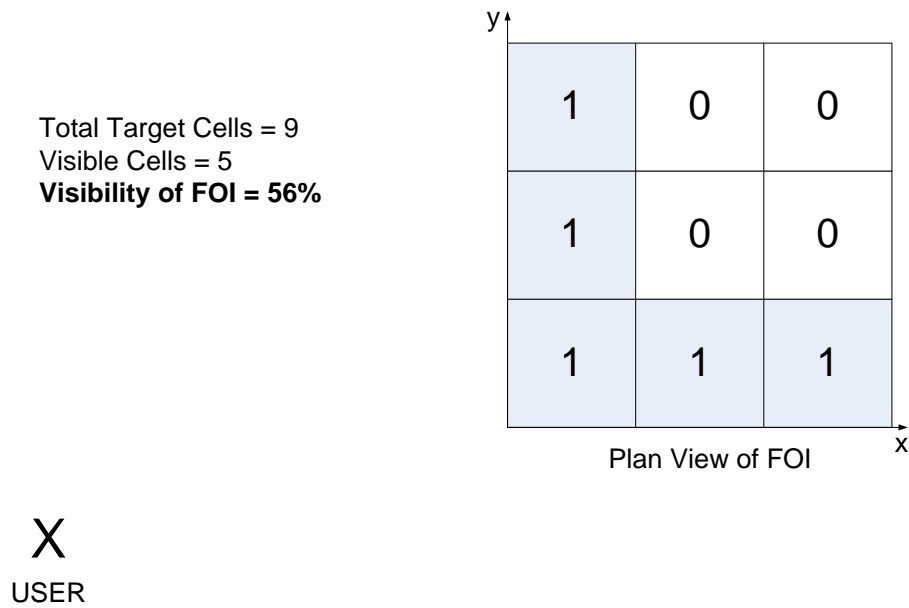 y
Total Target Cells = 9
Visible Cells = 5
Visibility of FOI = 56%
1 0 0
1 0 0
1 1 1
x
Plan View of FOI
X
USER